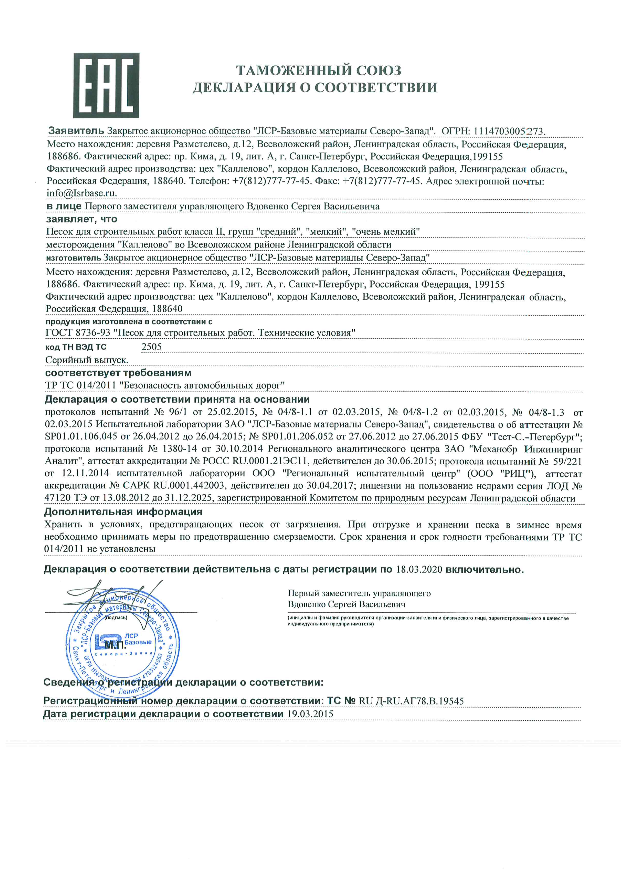 ЕАС
ТАМОЖЕННЫЙ СОЮЗ
ДЕКЛАРАЦИЯ О СООТВЕТСТВИИ
Заявитель Закрытое акционерное общество "ЛСР-Базовые материалы Северо-Запад". ОГРН: 1114703005273.
Место нахождения: деревня Разметелево, д.12, Всеволожский район, Ленинградская область, Российская Федерация,
188686. Фактический адрес: пр. Кима, д. 19, лит. А, г. Санкт-Петербург, Российская Федерация,199155
Фактический адрес производства: цех "Каллелово", кордон Каллелово, Всеволожский район, Ленинградская область,
Российская Федерация, 188640. Телефон: +7(812)777-77-45. Факс: +7(812)777-77-45. Адрес электронной почты:
info@lsrbase.ru.
в лице Первого заместителя управляющего Вдовенко Сергея Васильевича
заявляет, что
Песок для строительных работ класса II, групп "средний", "мелкий", "очень мелкий"
месторождения "Каллелово" во Всеволожском районе Ленинградской области
изготовитель Закрытое акционерное общество "ЛСР-Базовые материалы Северо-Запад"
Место нахождения: деревня Разметелево, д.12, Всеволожский район, Ленинградская область, Российская Федерация,
188686. Фактический адрес: пр. Кима, д. 19, лит. А, г. Санкт-Петербург, Российская Федерация, 199155
Фактический адрес производства: цех "Каллелово", кордон Каллелово, Всеволожский район, Ленинградская область,
Российская Федерация, 188640
продукция изготовлена в соответствии с
ГОСТ 8736-93 "Песок для строительных работ. Технические условия"
код ТН ВЭД ТС 2505
Серийный выпуск.
соответствует требованиям
ТР ТС 014/2011 "Безопасность автомобильных дорог"
Декларация о соответствии принята на основании
протоколов испытаний № 96/1 от 25.02.2015, № 04/8-1.1 от 02.03.2015, № 04/8-1.2 от 02.03.2015, № 04/8-1.3 от
02.03.2015 Испытательной лаборатории ЗАО "ЛСР-Базовые материалы Северо-Запад", свидетельства о об аттестации №
SP01.01.106.045 от 26.04.2012 до 26.04.2015; № SP01.01.206.052 от 27.06.2012 до 27.06.2015 ФБУ "Тест-С.-Петербург";
протокола испытаний № 1380-14 от 30.10.2014 Регионального аналитического центра ЗАО "Механобр Инжиниринг
Аналит", аттестат аккредитации № РОСС RU.0001.21ЭС11, действителен до 30.06.2015; протокола испытаний № 59/221
от 12.11.2014 испытательной лаборатории ООО "Региональный испытательный центр" (ООО "РИЦ"), аттестат
аккредитации № САРК RU.0001.442003, действителен до 30.04.2017; лицензии на пользование недрами серия ЛОД №
47120 ТЭ от 13.08.2012 до 31.12.2025, зарегистрированной Комитетом по природным ресурсам Ленинградской области
Дополнительная информация
Хранить в условиях, предотвращающих песок от загрязнения. При отгрузке и хранении песка в зимнее время
необходимо принимать меры по предотвращению смерзаемости. Срок хранения и срок годности требованиями ТР ТС
014/2011 не установлены
Декларация о соответствии действительна с даты регистрации по 18.03.2020 включительно.
Первый заместитель управляющего
Вдовенко Сергей Васильевич
(подпись)
(инициалы и фамилия руководителя организации-заявителя или физического лица, зарегистрированного в качестве
индивидуального предпринимателя)
ЛСР
Базовые
М.П.
Северо-Запад
Сведения о регистрации декларации о соответствии:
Регистрационный номер декларации о соответствии: ТС № RU Д-RU.АГ78.В.19545
Дата регистрации декларации о соответствии 19.03.2015